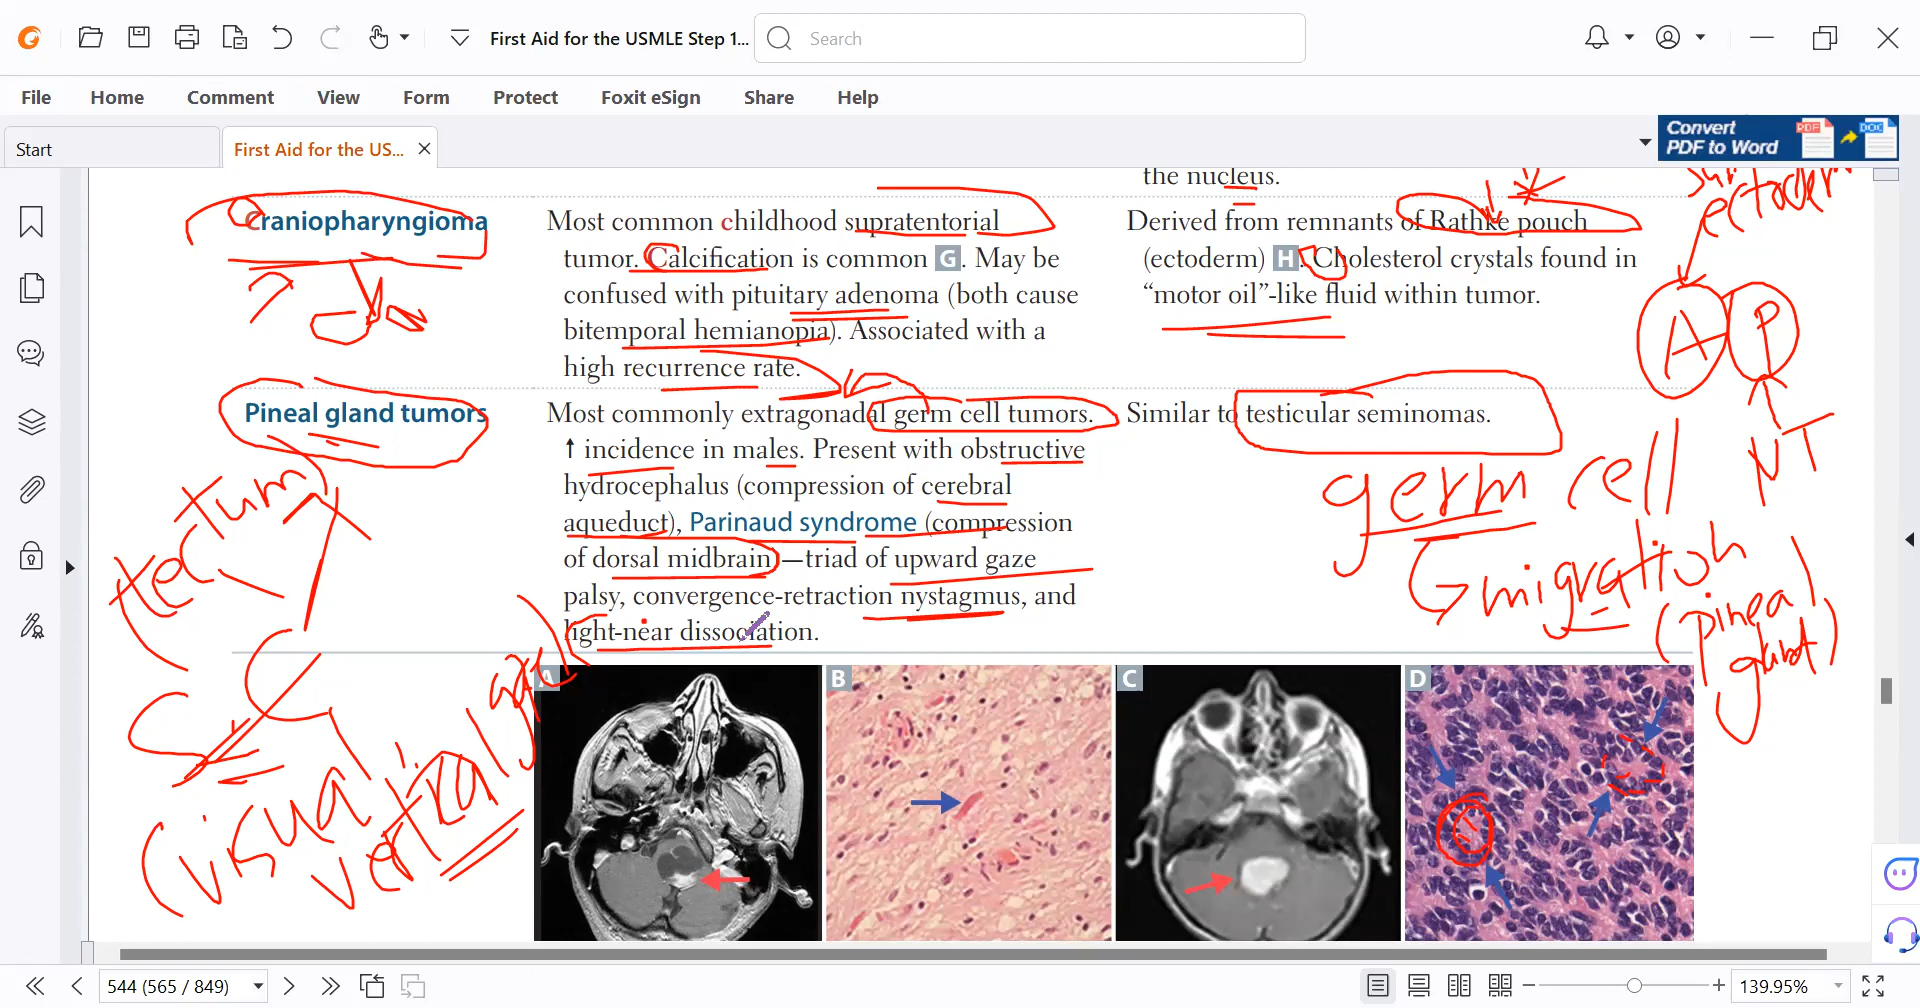 First Aid for the USMLE Step 1...
Search
File Home Comment View Form Protect Foxit eSign Share Help
Start
First Aid for the US...
Convert
PDF to Word
PDF
DOC
the nucleus.
ectoderm
Craniopharyngioma
Most common childhood supratentorial
tumor. Calcification is common G. May be
confused with pituitary adenoma (both cause
bitemporal hemianopia). Associated with a
high recurrence rate.
Derived from remnants of Rathke pouch
(ectoderm) H. Cholesterol crystals found in
“motor oil”-like fluid within tumor.
A P
NT
Pineal gland tumors
Most commonly extragonadal germ cell tumors.
↑ incidence in males. Present with obstructive
hydrocephalus (compression of cerebral
aqueduct), Parinaud syndrome (compression
of dorsal midbrain)—triad of upward gaze
palsy, convergence-retraction nystagmus, and
light-near dissociation.
Similar to testicular seminomas.
germ cell
migration
(pineal
gland)
tectum
(visual
vertical gaze)
A
B
C
D
544 (565 / 849)
139.95%